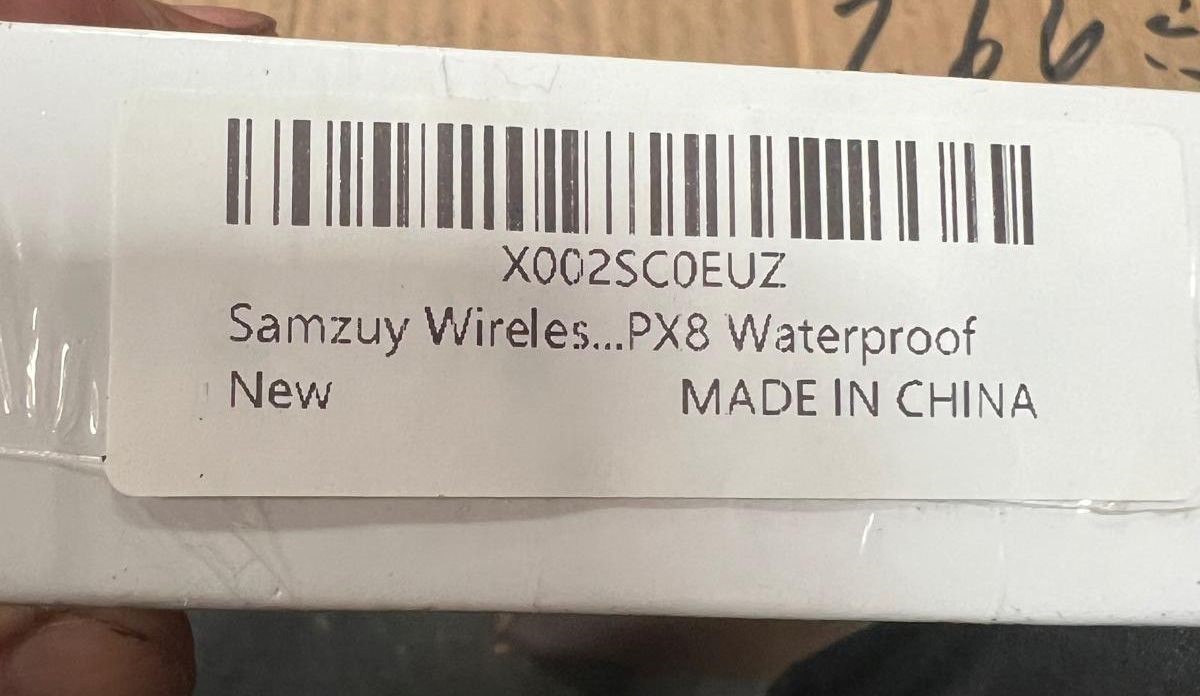 X002SC0EUZ
Samzuy Wireles...PX8 Waterproof
New MADE IN CHINA